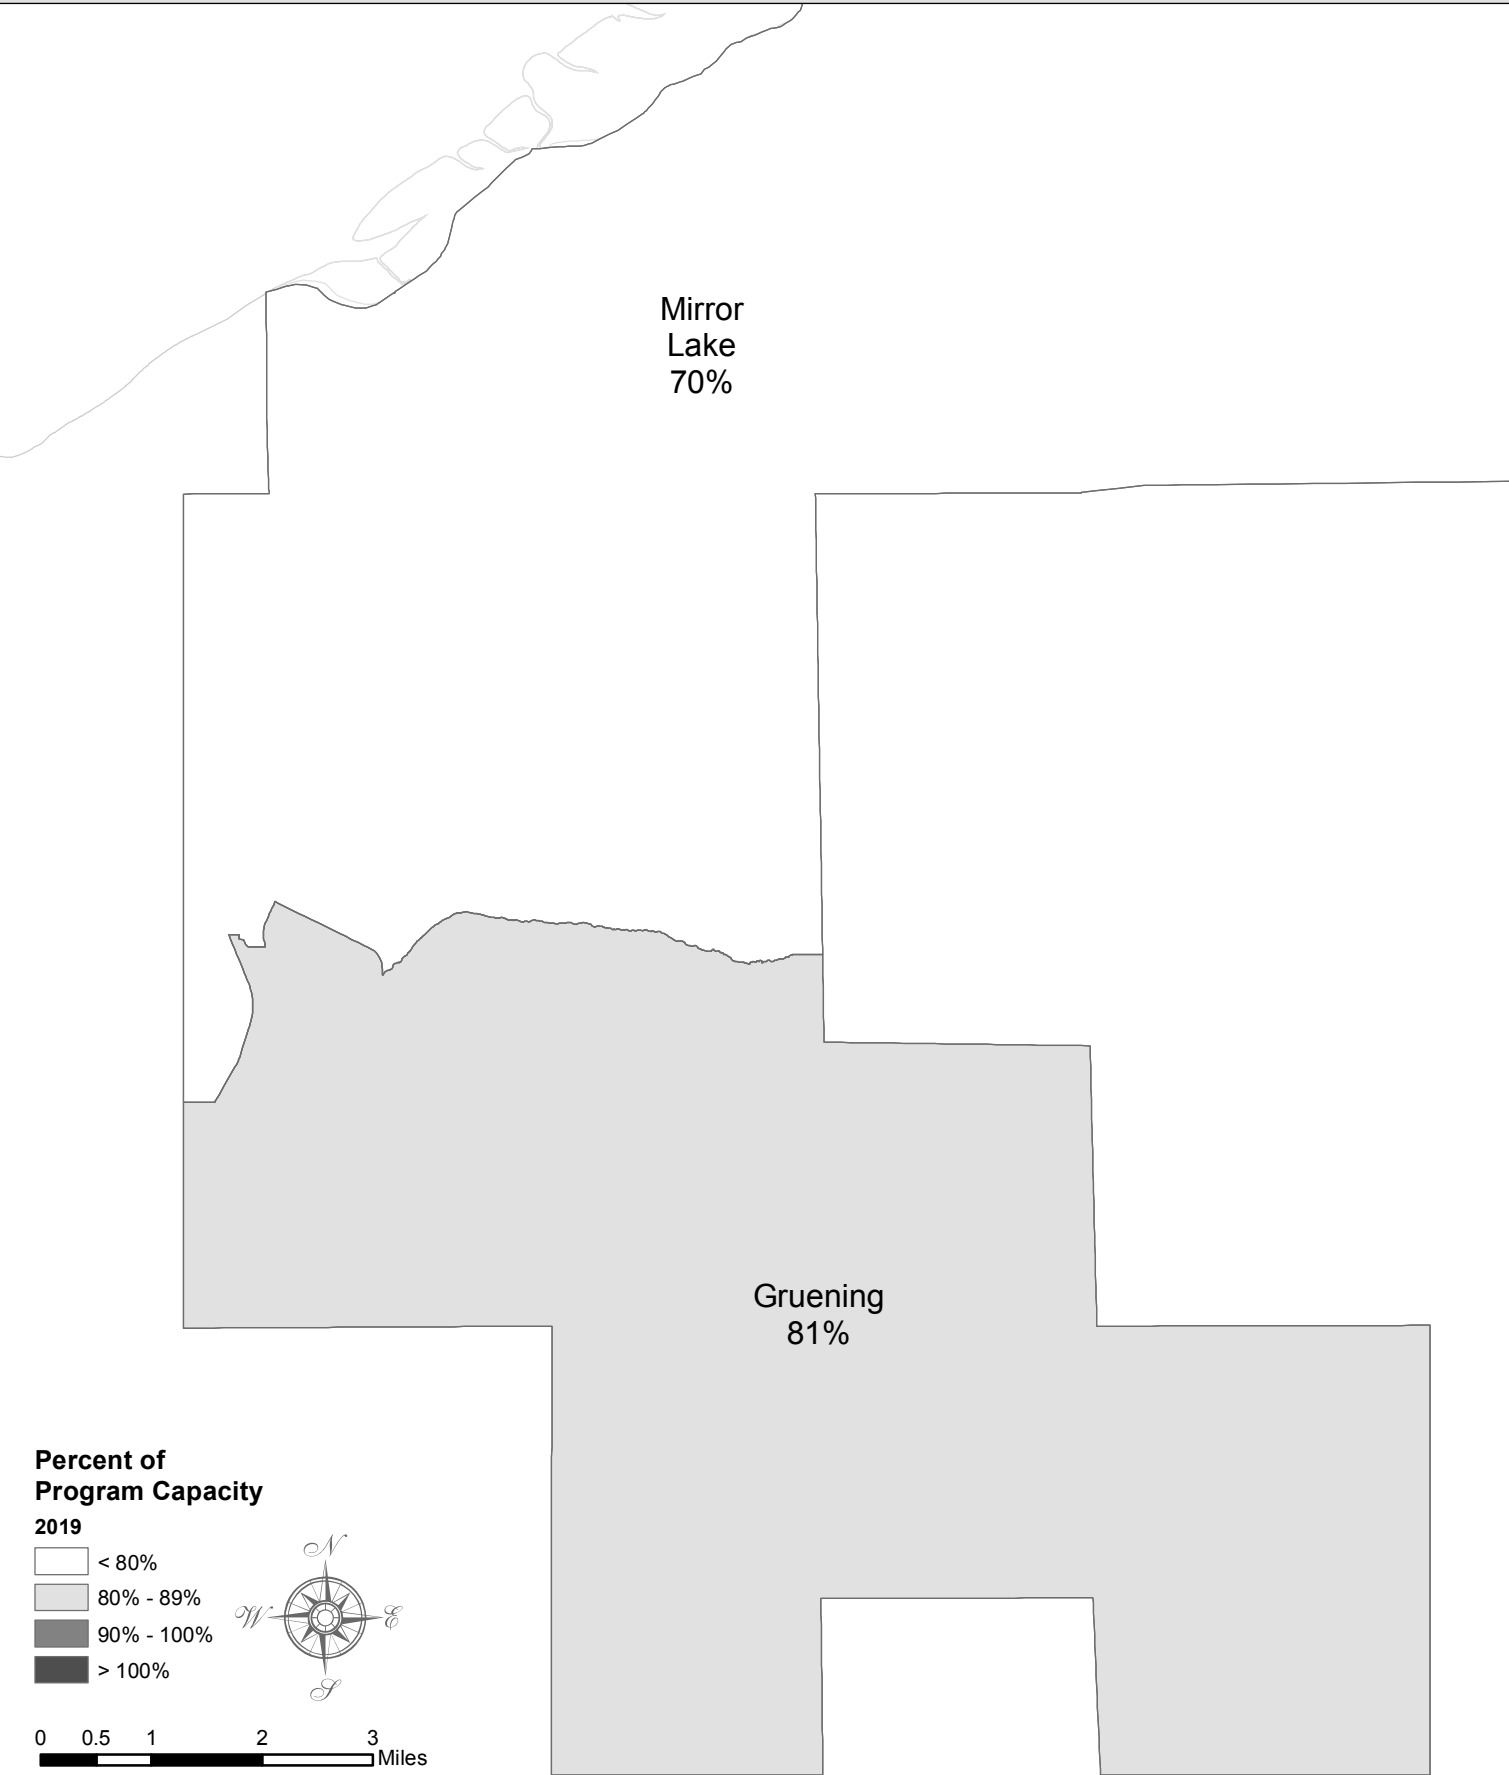 Mirror
Lake
70%
Gruening
81%
Percent of
Program Capacity
2019
< 80%
80% - 89%
90% - 100%
> 100%
N
W
E
S
0 0.5 1 2 3
Miles